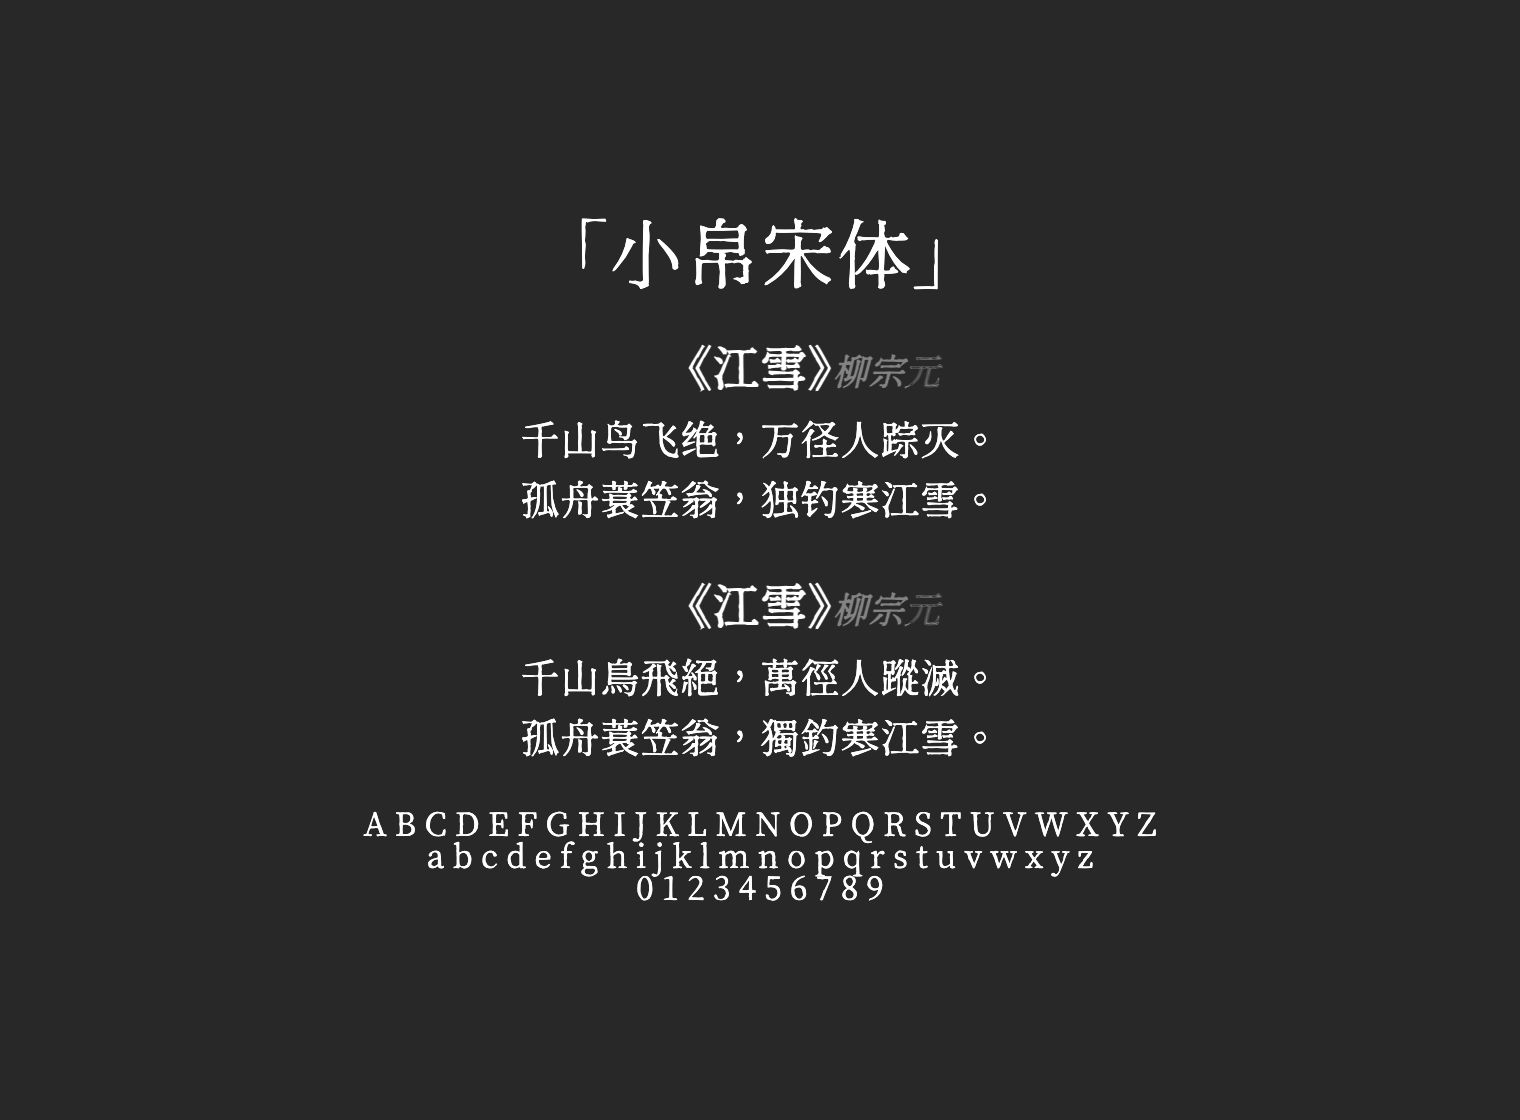 「小帛宋体」
《江雪》柳宗元
千山鸟飞绝，万径人踪灭。
孤舟蓑笠翁，独钓寒江雪。
《江雪》柳宗元
千山鳥飛絕，萬徑人蹤滅。
孤舟蓑笠翁，獨釣寒江雪。
A B C D E F G H I J K L M N O P Q R S T U V W X Y Z
a b c d e f g h i j k l m n o p q r s t u v w x y z
0 1 2 3 4 5 6 7 8 9